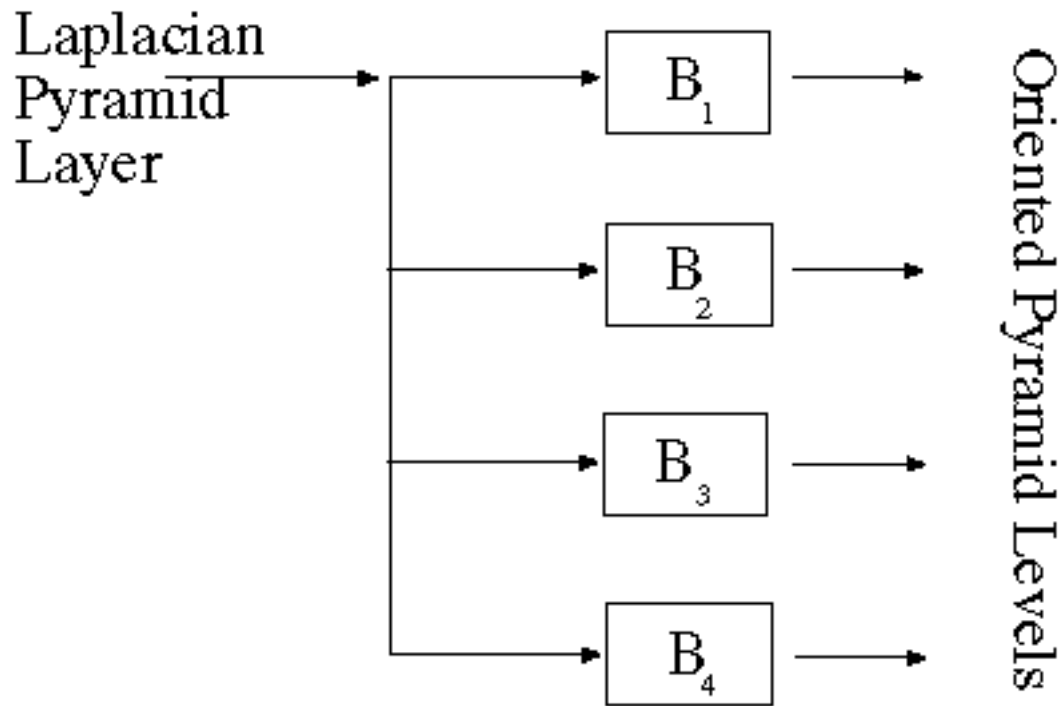 Laplacian
Pyramid
Layer
B1
B2
B3
B4
Oriented Pyramid Levels